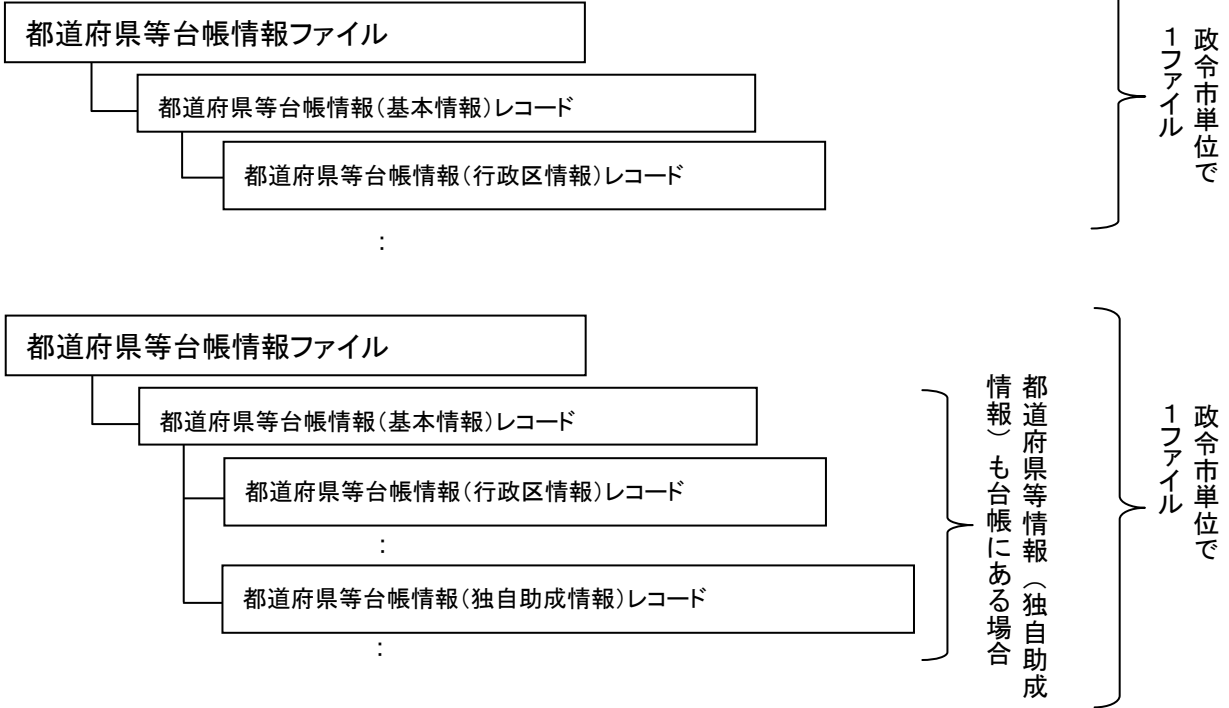 都道府県等台帳情報ファイル
都道府県等台帳情報（基本情報）レコード
都道府県等台帳情報（行政区情報）レコード
：
政令市単位で
１ファイル
都道府県等台帳情報ファイル
都道府県等台帳情報（基本情報）レコード
都道府県等台帳情報（行政区情報）レコード
：
都道府県等台帳情報（独自助成情報）レコード
：
都道府県等情報（独自助成
情報）も台帳にある場合
政令市単位で
１ファイル